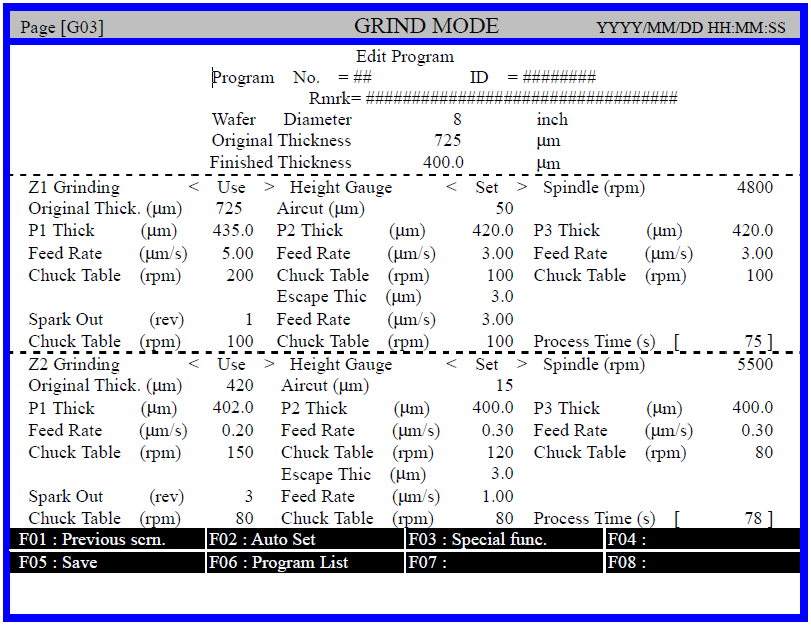 Page [G03] GRIND MODE YYYY/MM/DD HH:MM:SS
Edit Program
Program No. = ## ID = ########
Rmrk= ##################################
Wafer Diameter 8 inch
Original Thickness 725 μm
Finished Thickness 400.0 μm
Z1 Grinding < Use > Height Gauge < Set > Spindle (rpm) 4800
Original Thick. (μm) 725 Aircut (μm) 50
P1 Thick (μm) 435.0 P2 Thick (μm) 420.0 P3 Thick (μm) 420.0
Feed Rate (μm/s) 5.00 Feed Rate (μm/s) 3.00 Feed Rate (μm/s) 3.00
Chuck Table (rpm) 200 Chuck Table (rpm) 100 Chuck Table (rpm) 100
Escape Thic (μm) 3.0
Spark Out (rev) 1 Feed Rate (μm/s) 3.00
Chuck Table (rpm) 100 Chuck Table (rpm) 100 Process Time (s) [ 75 ]
Z2 Grinding < Use > Height Gauge < Set > Spindle (rpm) 5500
Original Thick. (μm) 420 Aircut (μm) 15
P1 Thick (μm) 402.0 P2 Thick (μm) 400.0 P3 Thick (μm) 400.0
Feed Rate (μm/s) 0.20 Feed Rate (μm/s) 0.30 Feed Rate (μm/s) 0.30
Chuck Table (rpm) 150 Chuck Table (rpm) 120 Chuck Table (rpm) 80
Escape Thic (μm) 3.0
Spark Out (rev) 3 Feed Rate (μm/s) 1.00
Chuck Table (rpm) 80 Chuck Table (rpm) 80 Process Time (s) [ 78 ]
F01 : Previous scrn. F02 : Auto Set F03 : Special func. F04 :
F05 : Save F06 : Program List F07 : F08 :